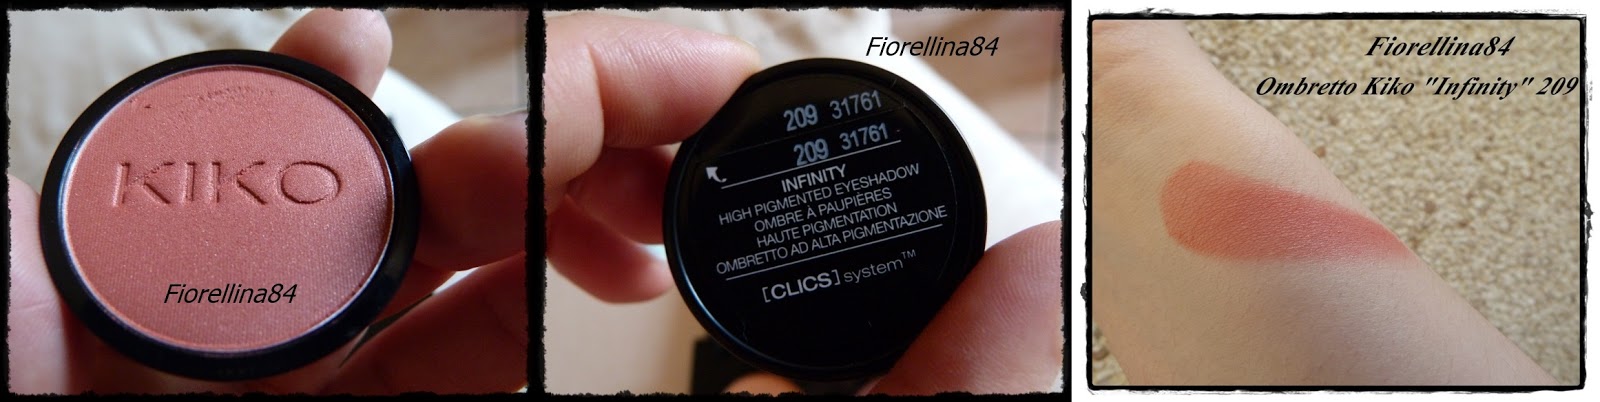 KIKO
Fiorellina84
Fiorellina84
209 31761
209 31761
INFINITY
HIGH PIGMENTED EYESHADOW
OMBRE À PAUPIÈRES
HAUTE PIGMENTATION
OMBRETTO AD ALTA PIGMENTAZIONE
[CLICS] system™
Fiorellina84
Ombretto Kiko "Infinity" 209